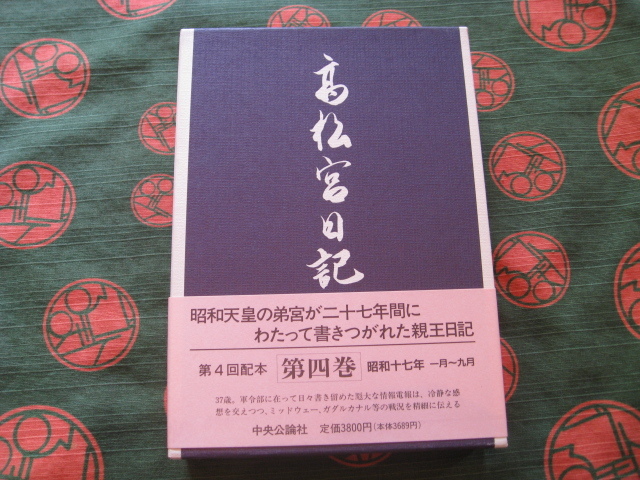 高松宮日記
昭和天皇の弟宮が二十七年間に
わたって書きつがれた親王日記
第4回配本 第四巻 昭和十七年 一月〜九月
37歳。軍令部に在って日々書き留めた尨大な情報電報は、冷静な感
想を交えつつ、ミッドウェー、ガダルカナル等の戦況を精細に伝える
中央公論社 定価3800円(本体3689円)